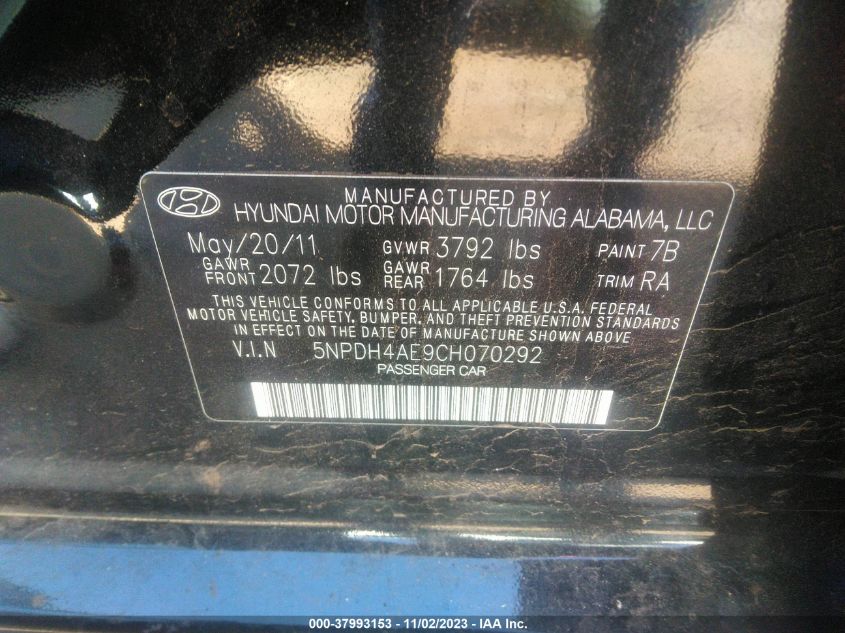 MANUFACTURED BY
HYUNDAI MOTOR MANUFACTURING ALABAMA, LLC
May/20/11 GVWR 3792 lbs PAINT 7B
GAWR FRONT 2072 lbs GAWR REAR 1764 lbs TRIM RA
THIS VEHICLE CONFORMS TO ALL APPLICABLE U.S.A. FEDERAL
MOTOR VEHICLE SAFETY, BUMPER, AND THEFT PREVENTION STANDARDS
IN EFFECT ON THE DATE OF MANUFACTURE SHOWN ABOVE
V.I.N 5NPDH4AE9CH070292
PASSENGER CAR
000-37993153 - 11/02/2023 - IAA Inc.